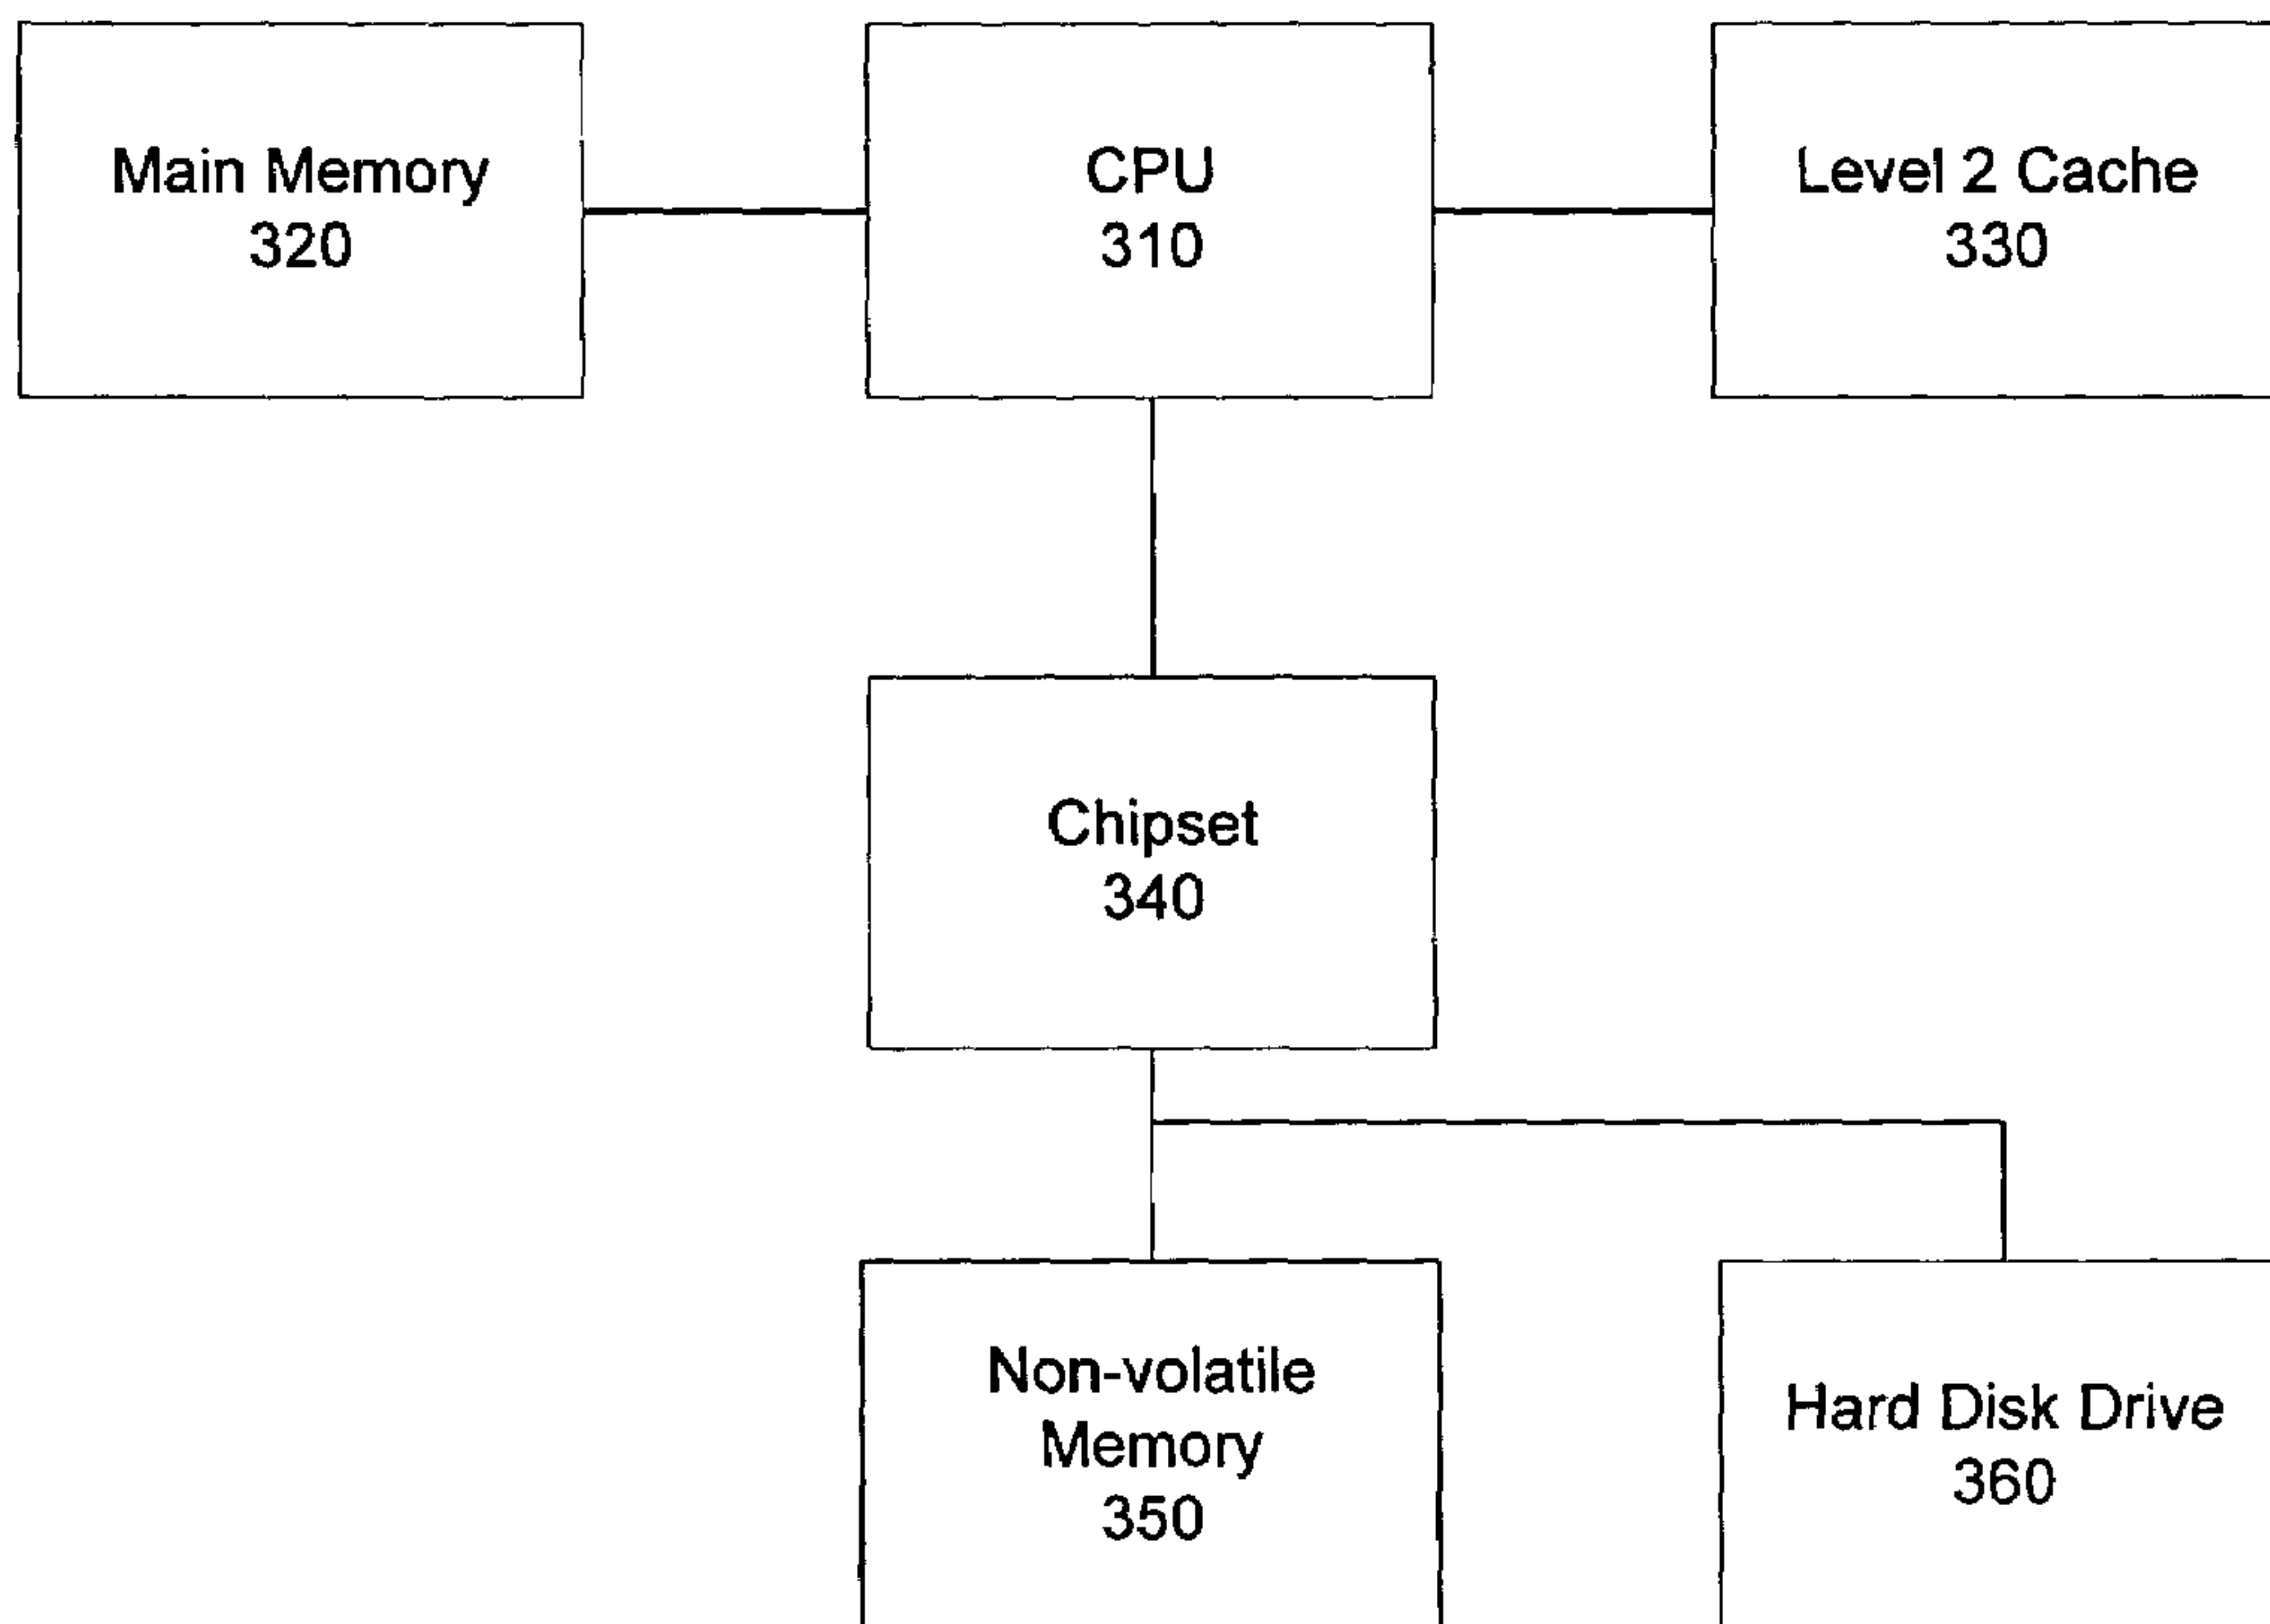 Main Memory
320
CPU
310
Level 2 Cache
330
Chipset
340
Non-volatile
Memory
350
Hard Disk Drive
360